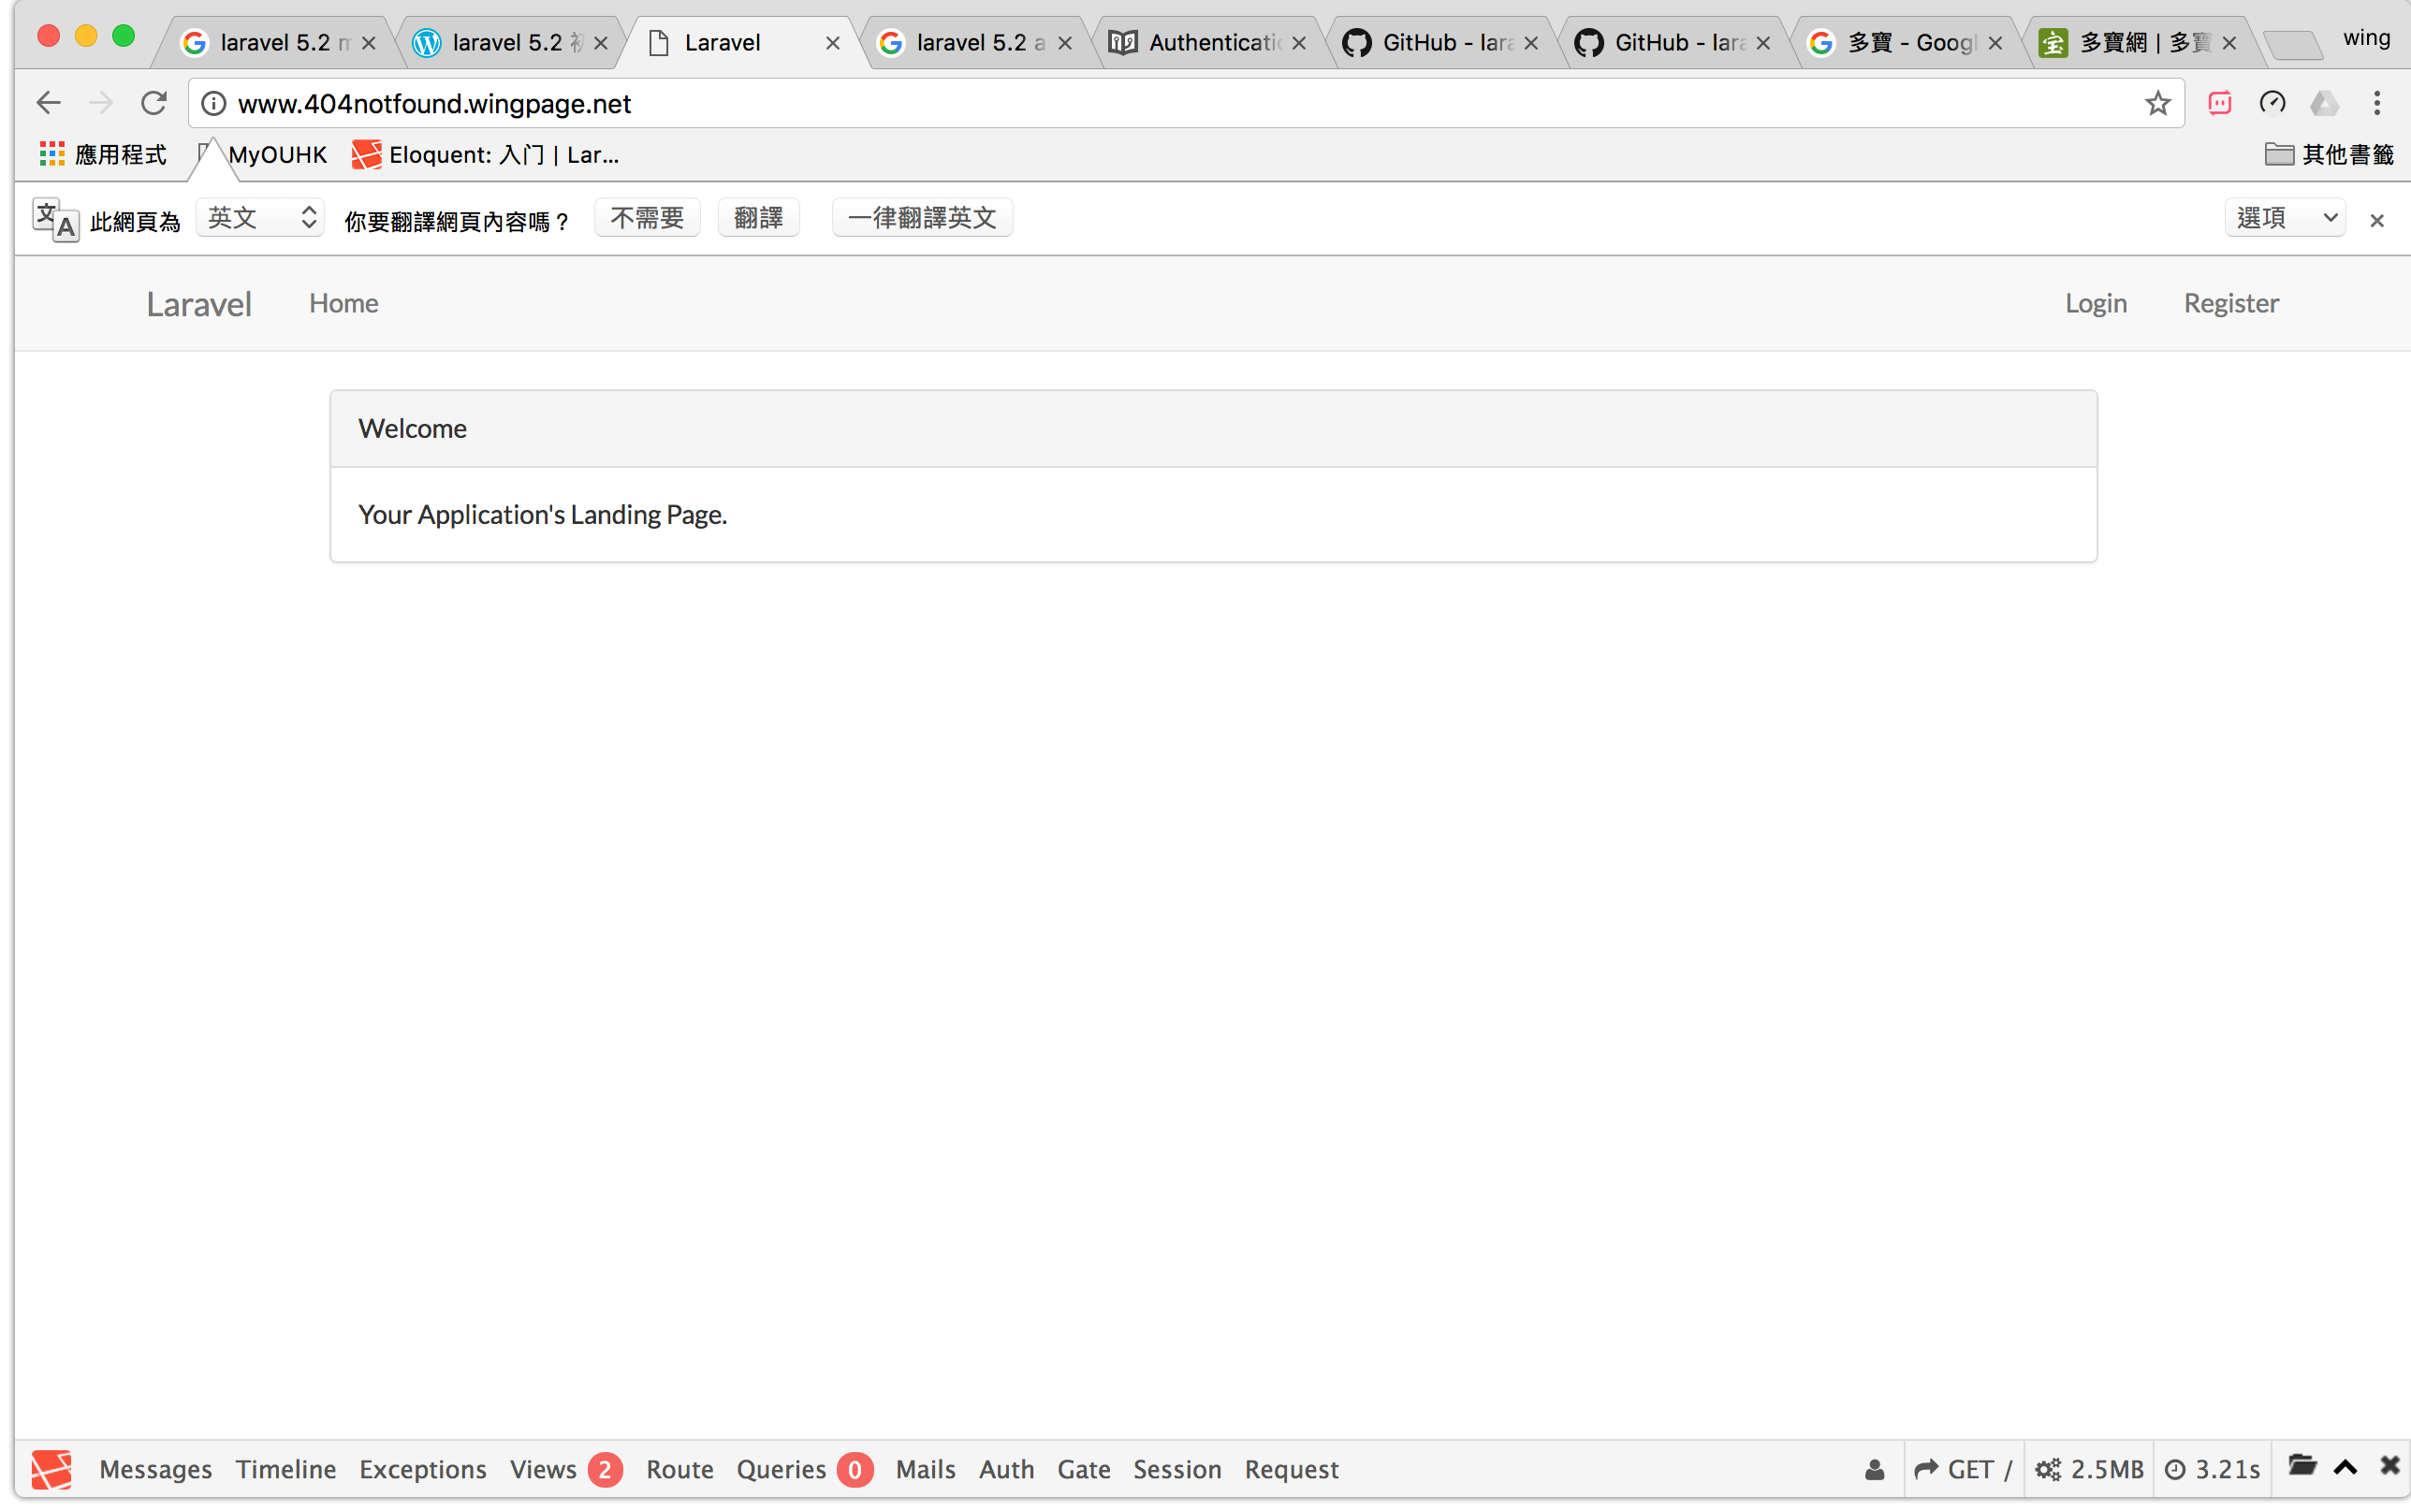 laravel 5.2
laravel 5.2
Laravel
laravel 5.2 a
Authenticatic
GitHub - lara
GitHub - lara
多寶 - Googl
多寶網 | 多寶
wing
www.404notfound.wingpage.net
應用程式
MyOUHK
Eloquent: 入门 | Lar...
其他書籤
此網頁為 英文 你要翻譯網頁內容嗎？ 不需要 翻譯 一律翻譯英文 選項
Laravel Home Login Register
Welcome
Your Application's Landing Page.
Messages Timeline Exceptions Views 2 Route Queries 0 Mails Auth Gate Session Request GET / 2.5MB 3.21s